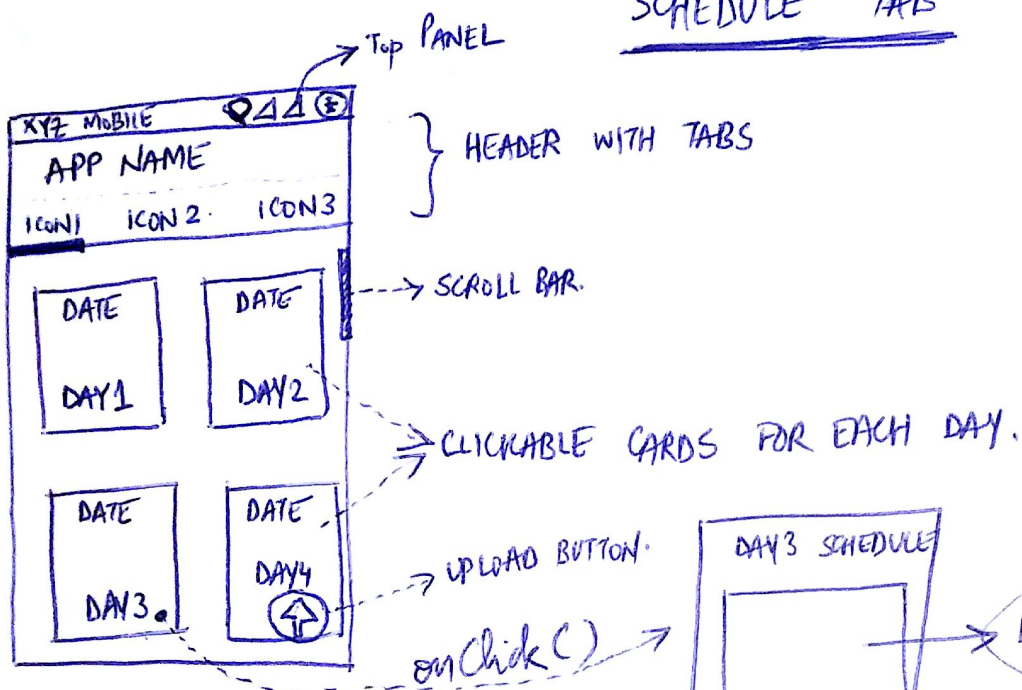 SCHEDULE TAB
Top PANEL
XYZ MOBILE
APP NAME
HEADER WITH TABS
ICON1 ICON 2. ICON3
SCROLL BAR.
DATE DATE
DAY1 DAY2
CLICKABLE CARDS FOR EACH DAY.
DATE DATE
UPLOAD BUTTON.
DAY3 SCHEDULE
DAY4
DAY3.
onClick()